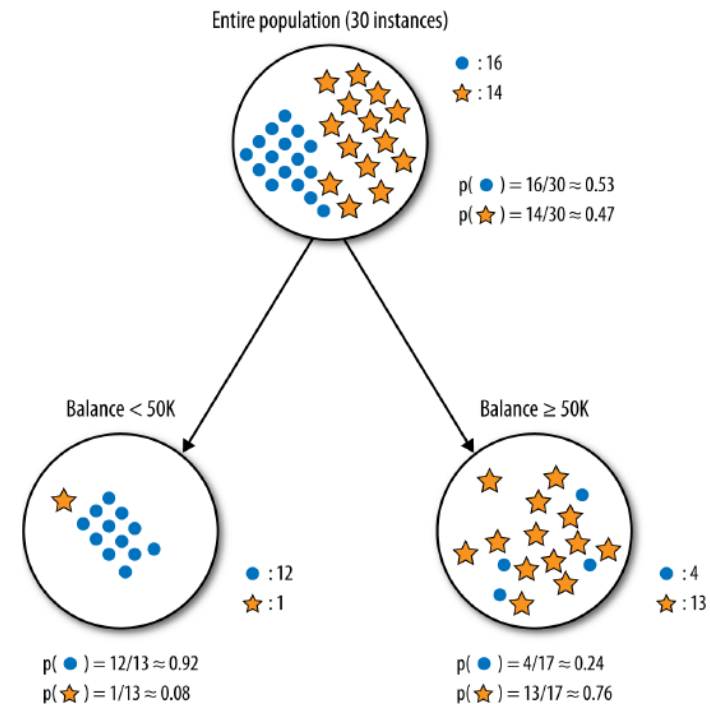 Entire population (30 instances)
● : 16
☆ : 14
p( ● ) = 16/30 ≈ 0.53
p( ☆ ) = 14/30 ≈ 0.47
Balance < 50K
Balance ≥ 50K
● : 12
☆ : 1
● : 4
☆ : 13
p( ● ) = 12/13 ≈ 0.92
p( ☆ ) = 1/13 ≈ 0.08
p( ● ) = 4/17 ≈ 0.24
p( ☆ ) = 13/17 ≈ 0.76